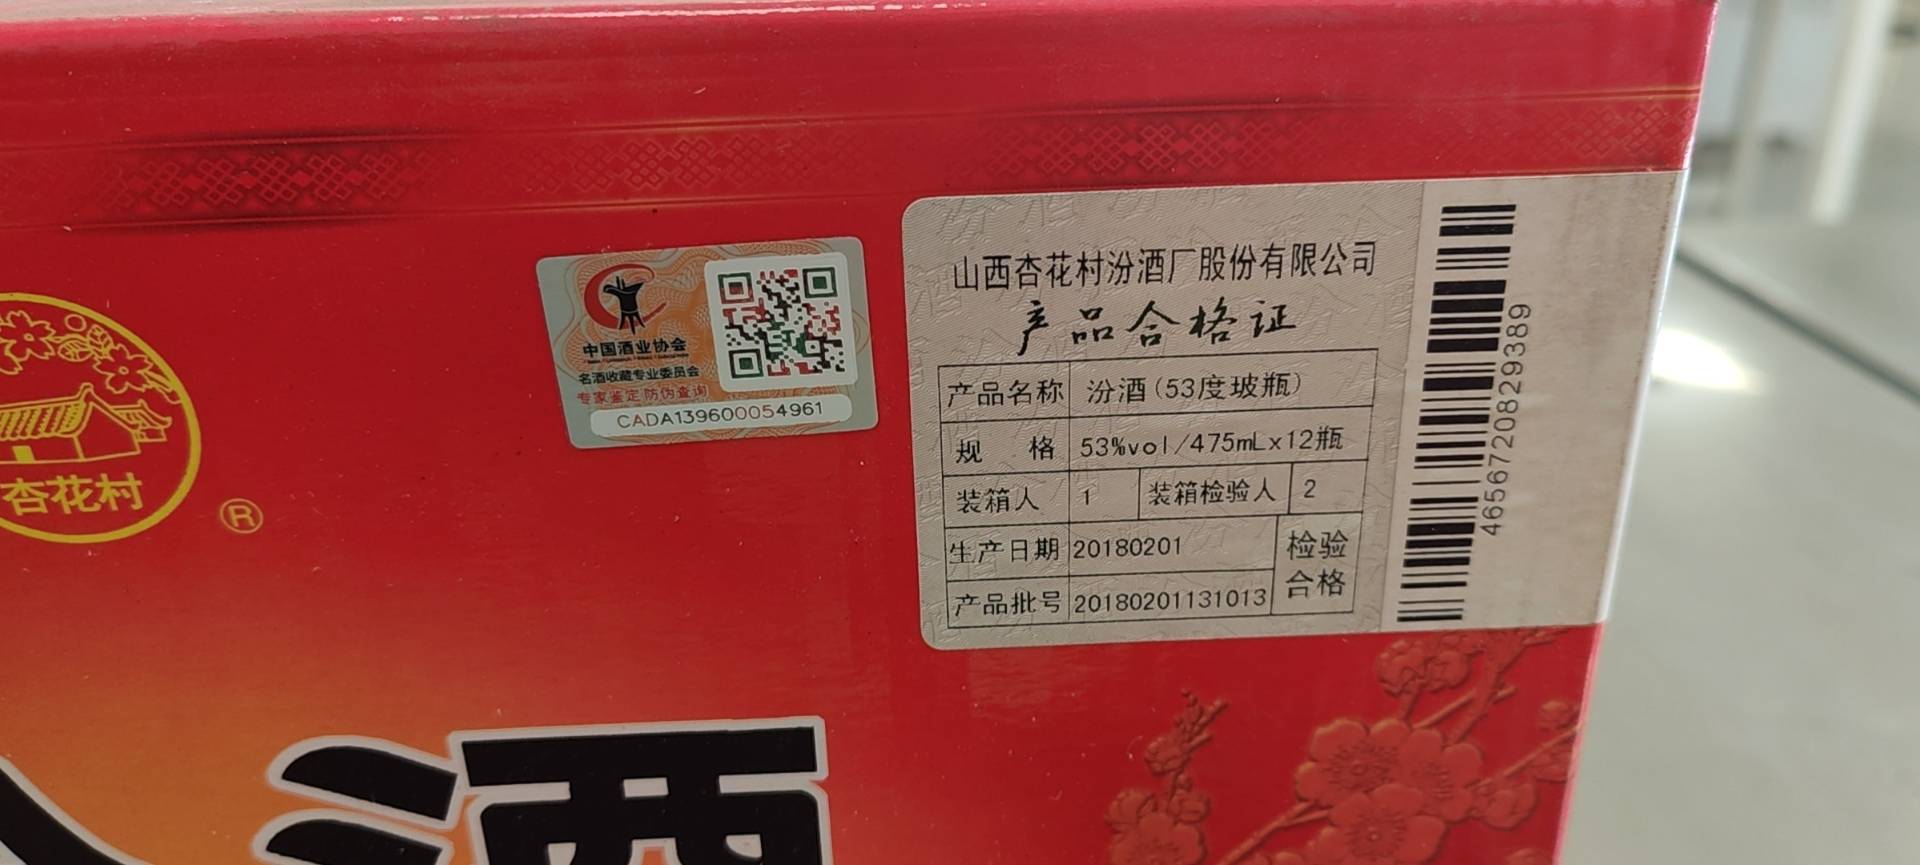 杏花村
®
中国酒业协会
名酒收藏专业委员会
专家鉴定 防伪查询
CADA139600054961
山西杏花村汾酒厂股份有限公司
产品合格证
产品名称 汾酒(53度玻瓶)
规 格 53%vol/475mLx12瓶
装箱人 1 装箱检验人 2
生产日期 20180201 检验
产品批号 20180201131013 合格
4656720829389
酒